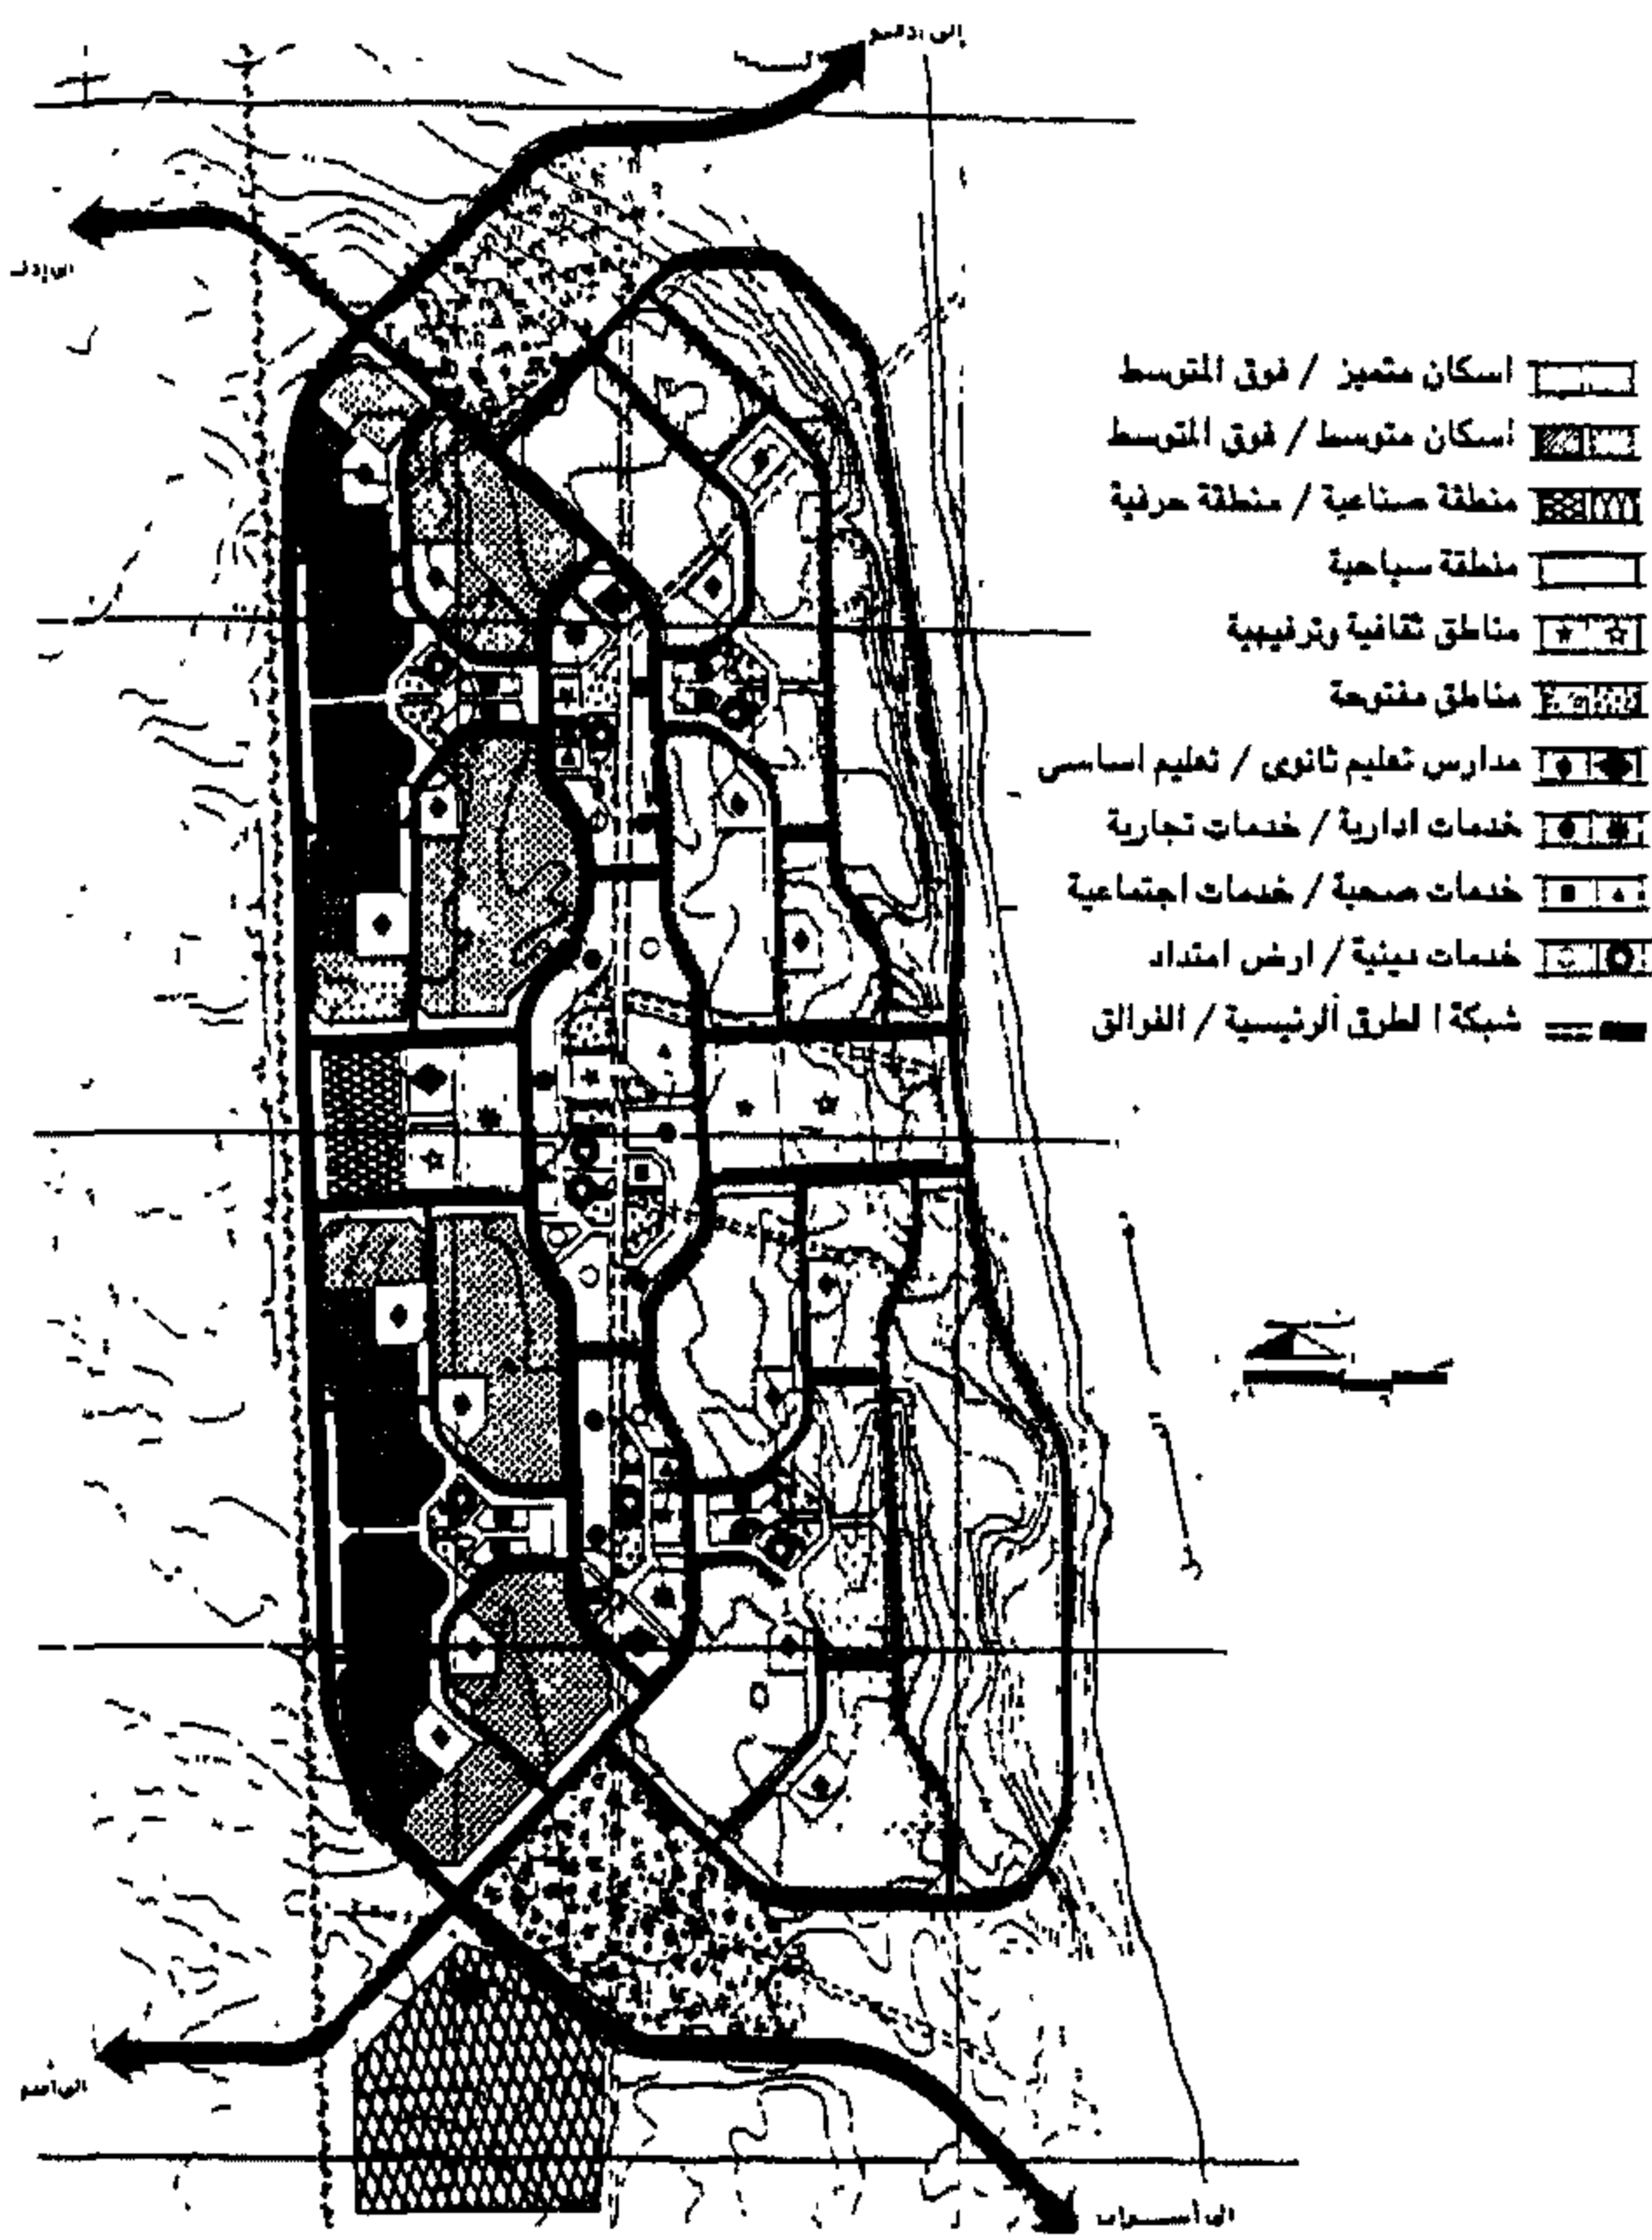 اسكان متميز / فوق المتوسط
اسكان متوسط / فوق المتوسط
منطقة صناعية / منطقة حرفية
منطقة سياحية
مناطق ثقافية وترفيهية
مناطق مفتوحة
مدارس تعليم ثانوى / تعليم اساسى
خدمات ادارية / خدمات تجارية
خدمات صحية / خدمات اجتماعية
خدمات دينية / ارض امتداد
شبكة الطرق الرئيسية / الفوالق